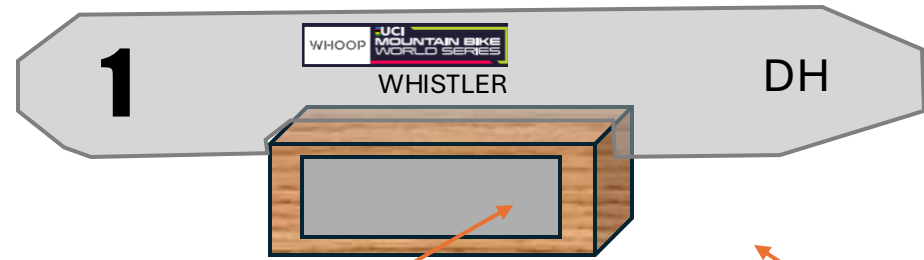 1
WHOOP
UCI
MOUNTAIN BIKE
WORLD SERIES
WHISTLER
DH